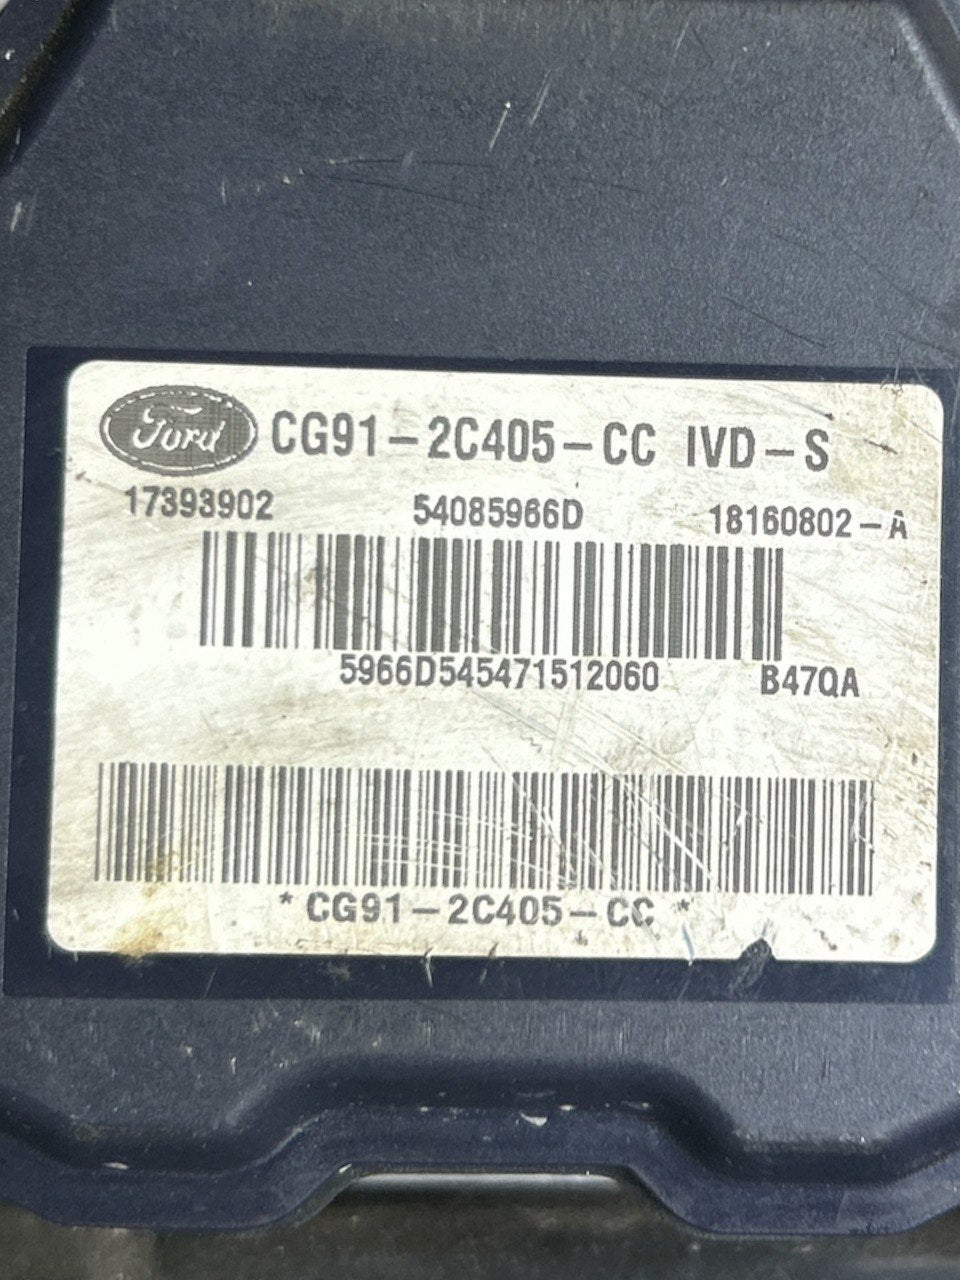 Ford CG91-2C405-CC IVD-S
17393902 54085966D 18160802-A
5966D545471512060 B47QA
*CG91-2C405-CC*